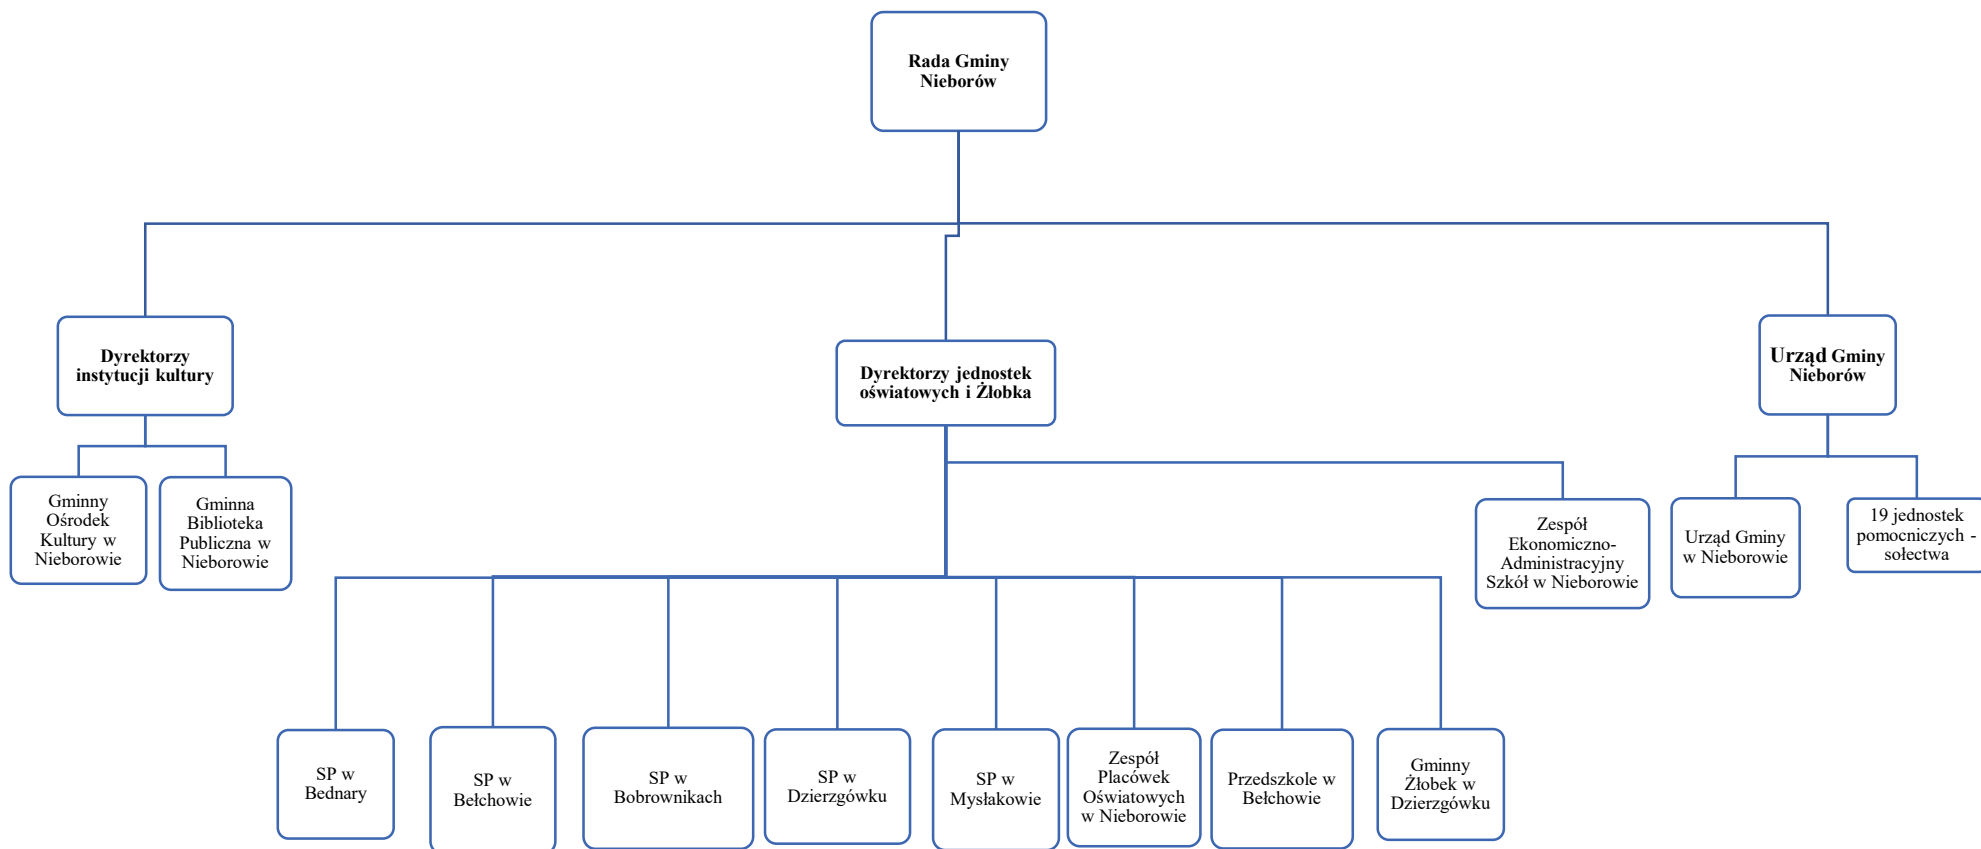 Rada Gminy
Nieborów
Dyrektorzy
instytucji kultury
Dyrektorzy jednostek
oświatowych i Żłobka
Urząd Gminy
Nieborów
Gminny
Ośrodek
Kultury w
Nieborowie
Gminna
Biblioteka
Publiczna w
Nieborowie
Zespół
Ekonomiczno-
Administracyjny
Szkół w Nieborowie
Urząd Gminy
w Nieborowie
19 jednostek
pomocniczych -
sołectwa
SP w
Bednary
SP w
Bełchowie
SP w
Bobrownikach
SP w
Dzierzgówku
SP w
Mysłakowie
Zespół
Placówek
Oświatowych
w Nieborowie
Przedszkole w
Bełchowie
Gminny
Żłobek w
Dzierzgówku